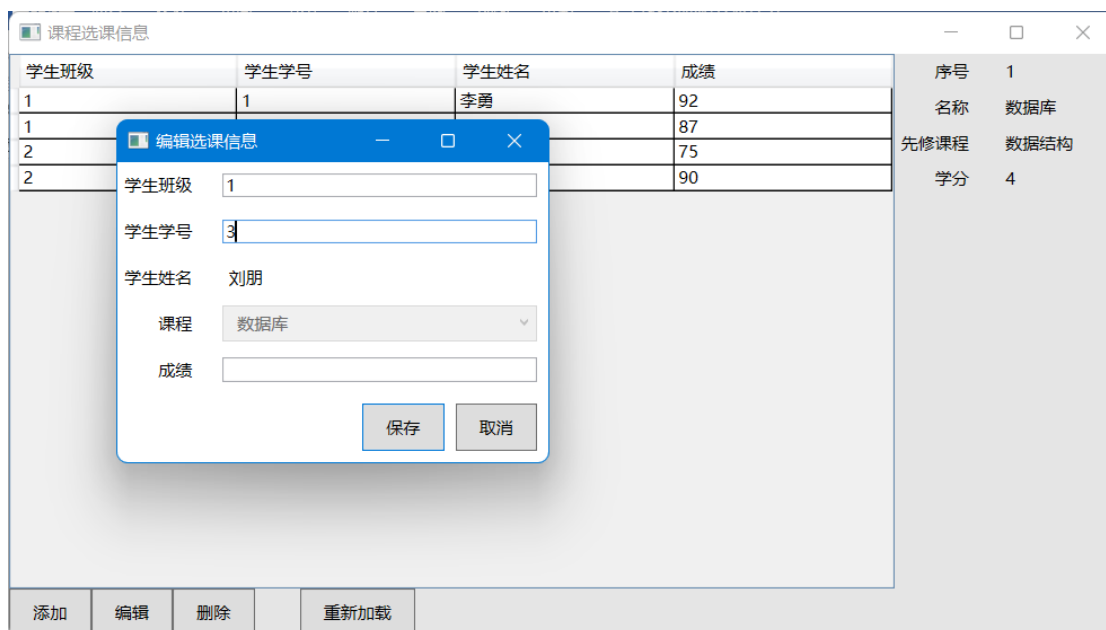 课程选课信息
学生班级 学生学号 学生姓名 成绩
1 1 李勇 92
1 87
2 75
2 90
序号 1
名称 数据库
先修课程 数据结构
学分 4
编辑选课信息
学生班级 1
学生学号 3
学生姓名 刘朋
课程 数据库
成绩
保存 取消
添加 编辑 删除 重新加载